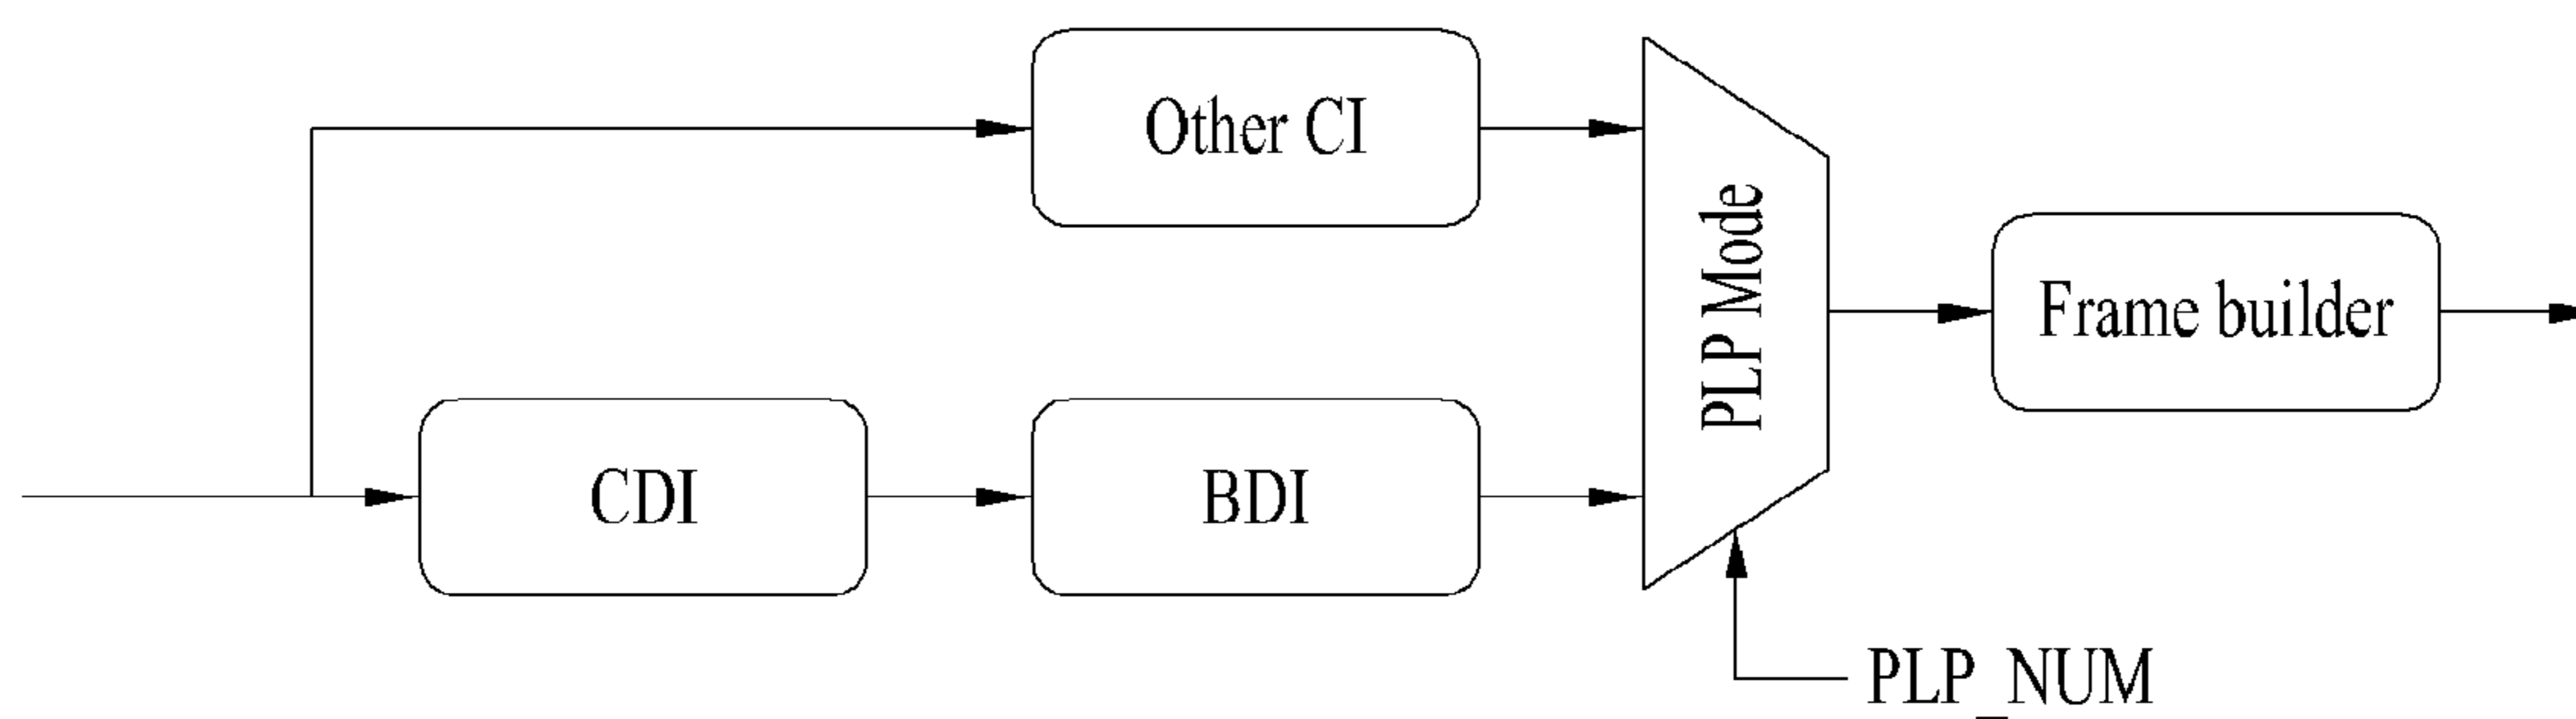 Other CI
PLP Mode
Frame builder
CDI
BDI
PLP_NUM